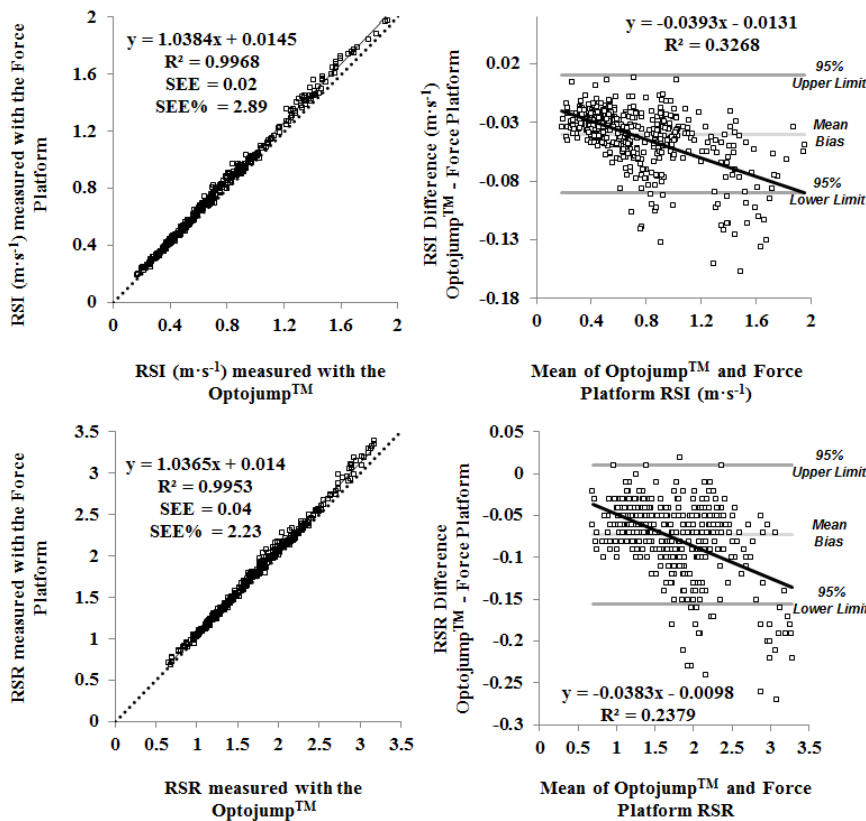 y = 1.0384x + 0.0145
R² = 0.9968
SEE = 0.02
SEE% = 2.89
2
1.6
1.2
0.8
0.4
0
0
0.4
0.8
1.2
1.6
2
RSI (m·s⁻¹) measured with the Force
Platform
RSI (m·s⁻¹) measured with the
Optojump™
y = -0.0393x - 0.0131
R² = 0.3268
0.02
-0.03
-0.08
-0.13
-0.18
0
0.4
0.8
1.2
1.6
2
95%
Upper Limit
Mean
Bias
95%
Lower Limit
RSI Difference (m·s⁻¹)
Optojump™ - Force Platform
Mean of Optojump™ and Force
Platform RSI (m·s⁻¹)
y = 1.0365x + 0.014
R² = 0.9953
SEE = 0.04
SEE% = 2.23
3.5
3
2.5
2
1.5
1
0.5
0
0
0.5
1
1.5
2
2.5
3
3.5
RSR measured with the Force
Platform
RSR measured with the
Optojump™
0
-0.05
-0.1
-0.15
-0.2
-0.25
-0.3
0
0.5
1
1.5
2
2.5
3
3.5
95%
Upper Limit
Mean
Bias
95%
Lower Limit
y = -0.0383x - 0.0098
R² = 0.2379
RSR Difference
Optojump™ - Force Platform
Mean of Optojump™ and Force
Platform RSR